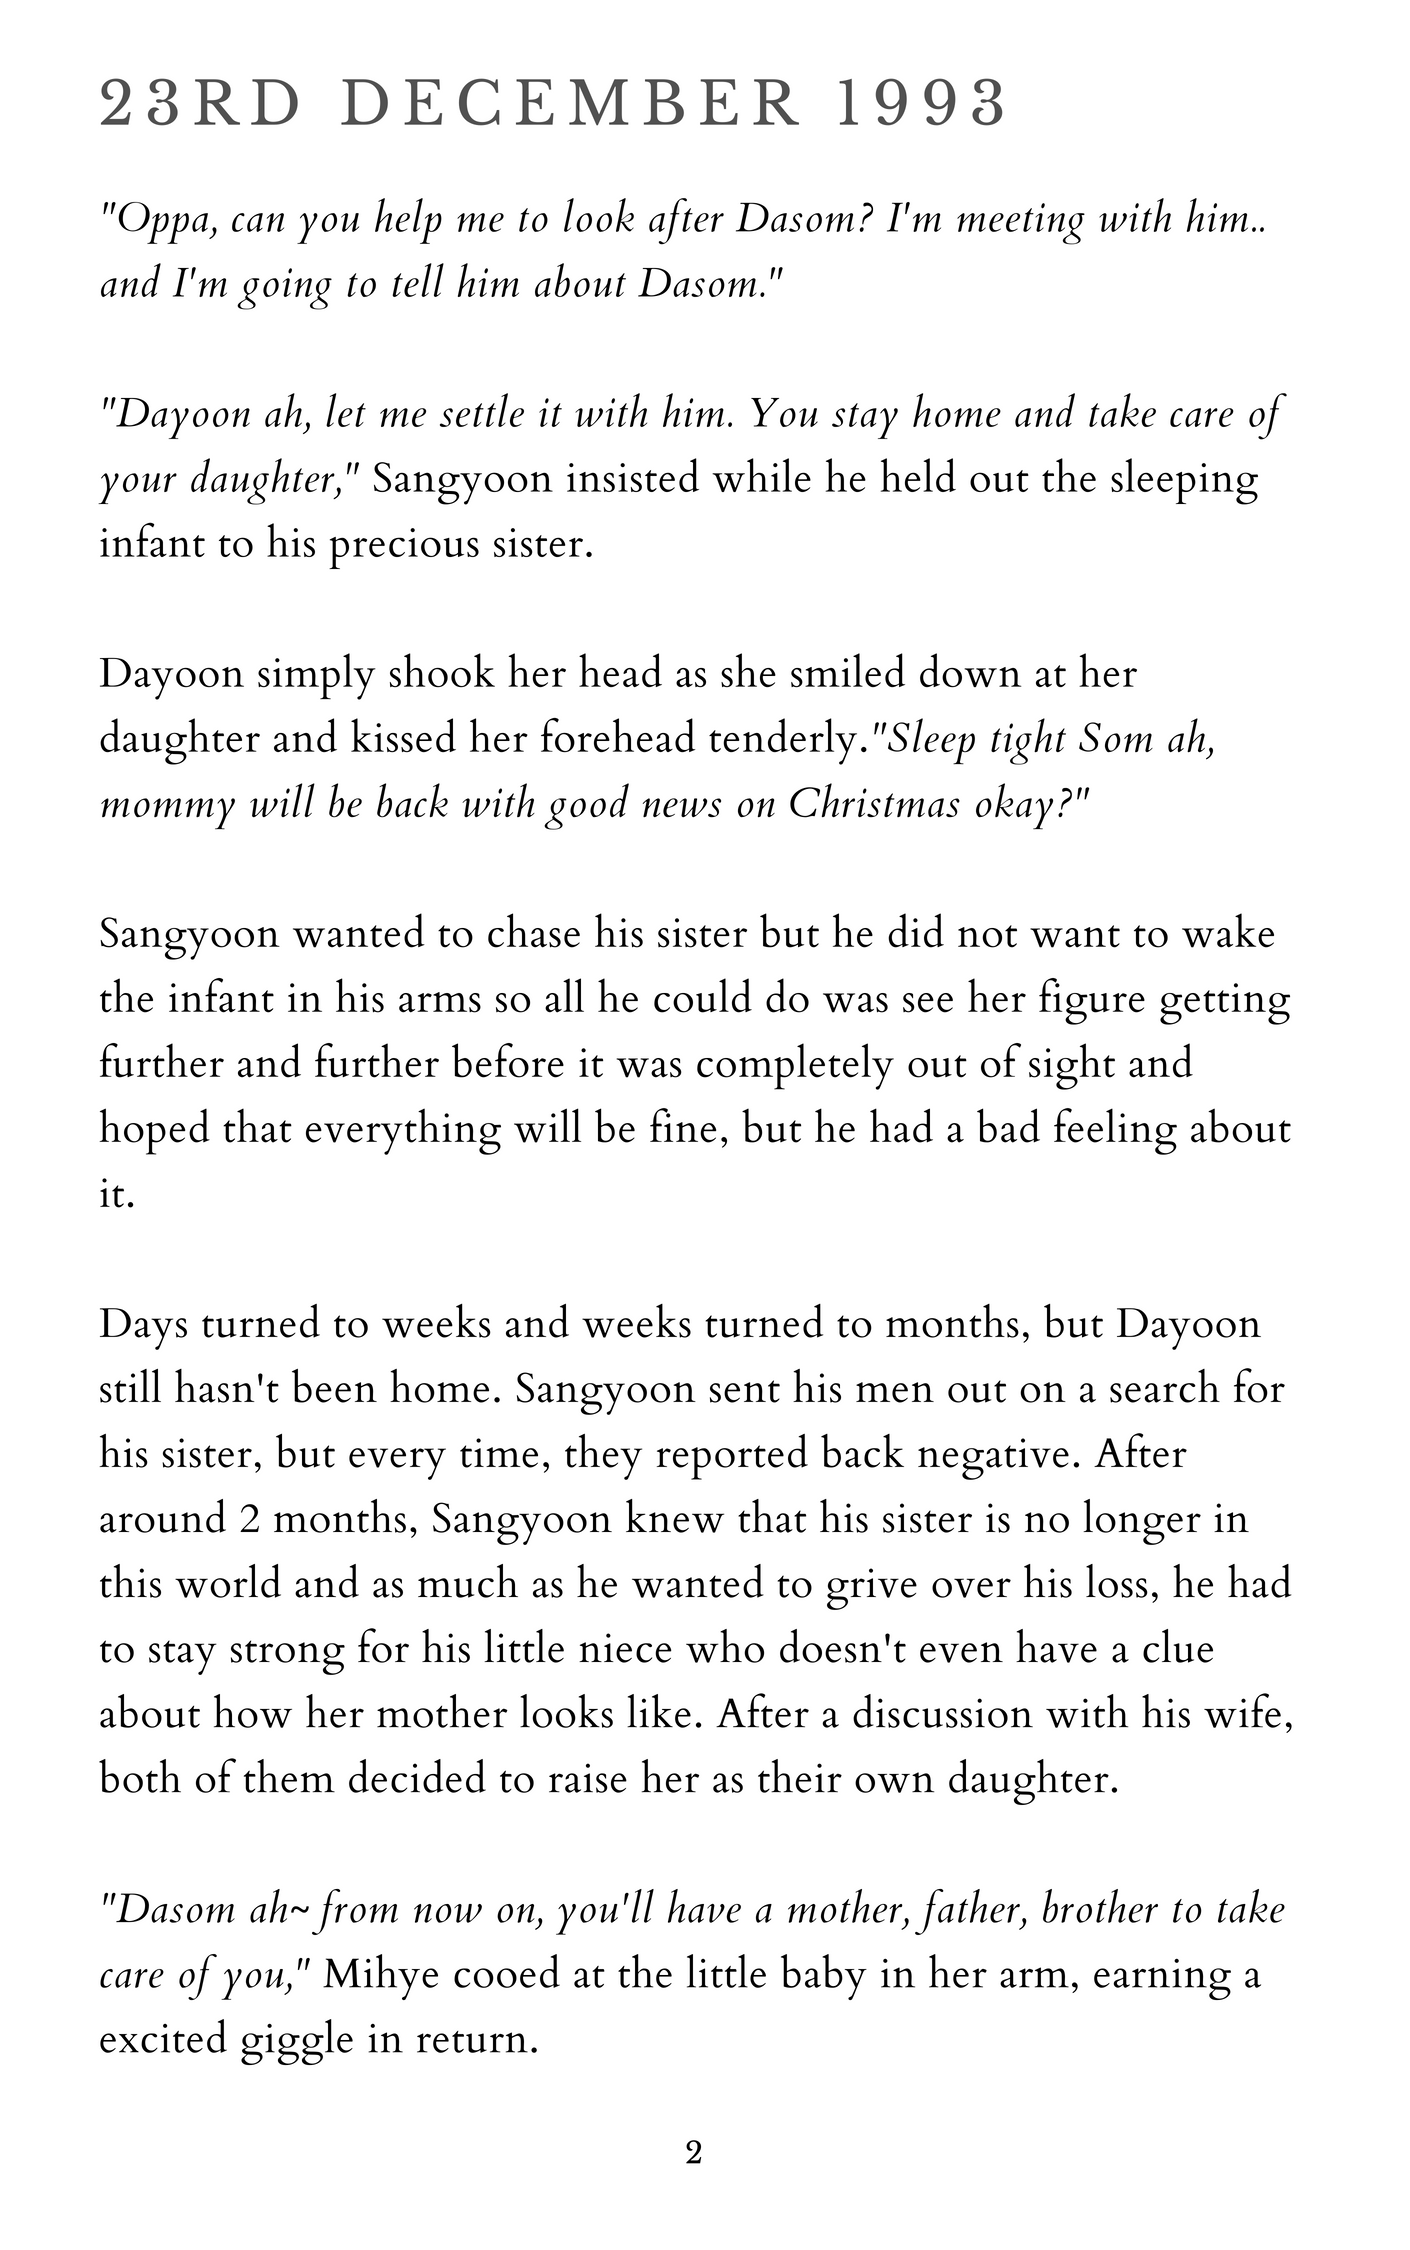 23RD DECEMBER 1993
"Oppa, can you help me to look after Dasom? I'm meeting with him..
and I'm going to tell him about Dasom."
"Dayoon ah, let me settle it with him. You stay home and take care of
your daughter," Sangyoon insisted while he held out the sleeping
infant to his precious sister.
Dayoon simply shook her head as she smiled down at her
daughter and kissed her forehead tenderly."Sleep tight Som ah,
mommy will be back with good news on Christmas okay?"
Sangyoon wanted to chase his sister but he did not want to wake
the infant in his arms so all he could do was see her figure getting
further and further before it was completely out of sight and
hoped that everything will be fine, but he had a bad feeling about
it.
Days turned to weeks and weeks turned to months, but Dayoon
still hasn't been home. Sangyoon sent his men out on a search for
his sister, but every time, they reported back negative. After
around 2 months, Sangyoon knew that his sister is no longer in
this world and as much as he wanted to grive over his loss, he had
to stay strong for his little niece who doesn't even have a clue
about how her mother looks like. After a discussion with his wife,
both of them decided to raise her as their own daughter.
"Dasom ah~ from now on, you'll have a mother, father, brother to take
care of you," Mihye cooed at the little baby in her arm, earning a
excited giggle in return.
2